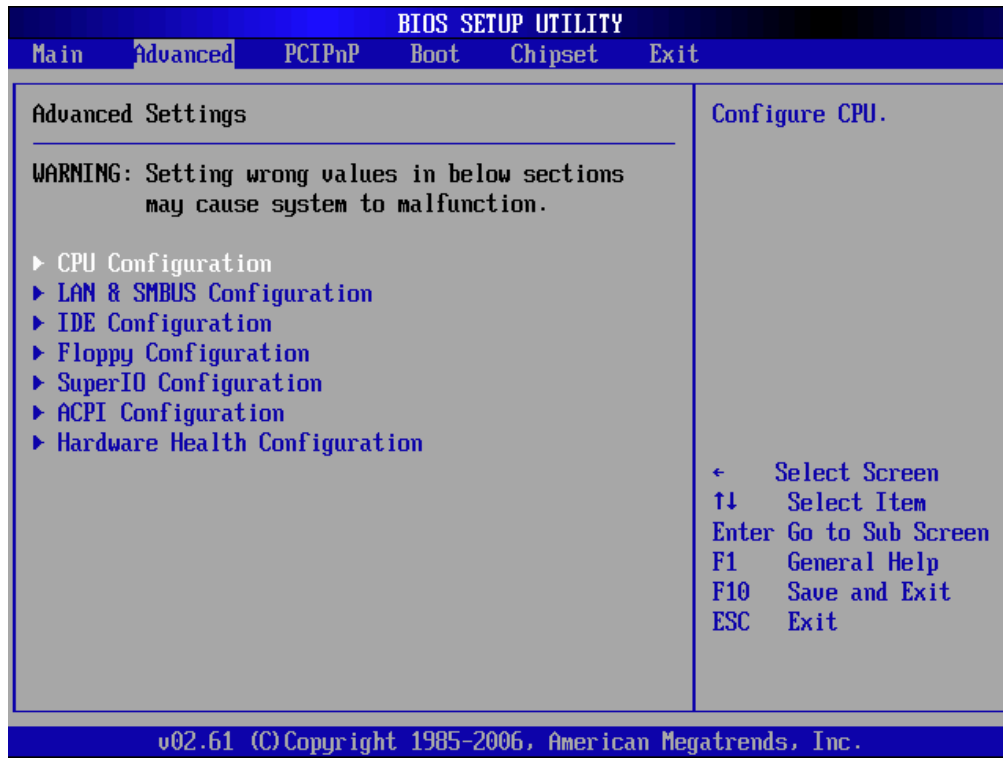 BIOS SETUP UTILITY
Main Advanced PCIPnP Boot Chipset Exit
Advanced Settings
WARNING: Setting wrong values in below sections
may cause system to malfunction.
▶ CPU Configuration
▶ LAN & SMBUS Configuration
▶ IDE Configuration
▶ Floppy Configuration
▶ SuperIO Configuration
▶ ACPI Configuration
▶ Hardware Health Configuration
Configure CPU.
← Select Screen
↑↓ Select Item
Enter Go to Sub Screen
F1 General Help
F10 Save and Exit
ESC Exit
v02.61 (C)Copyright 1985-2006, American Megatrends, Inc.